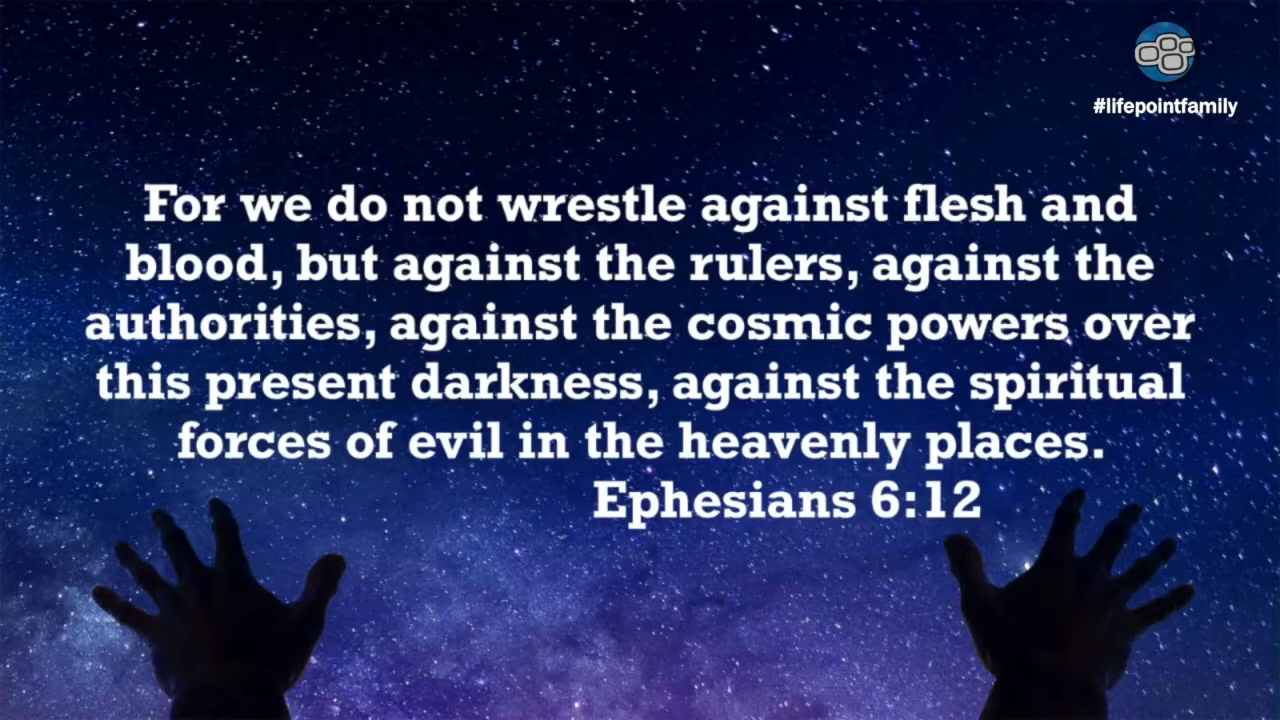 #lifepointfamily
For we do not wrestle against flesh and
blood, but against the rulers, against the
authorities, against the cosmic powers over
this present darkness, against the spiritual
forces of evil in the heavenly places.
Ephesians 6:12